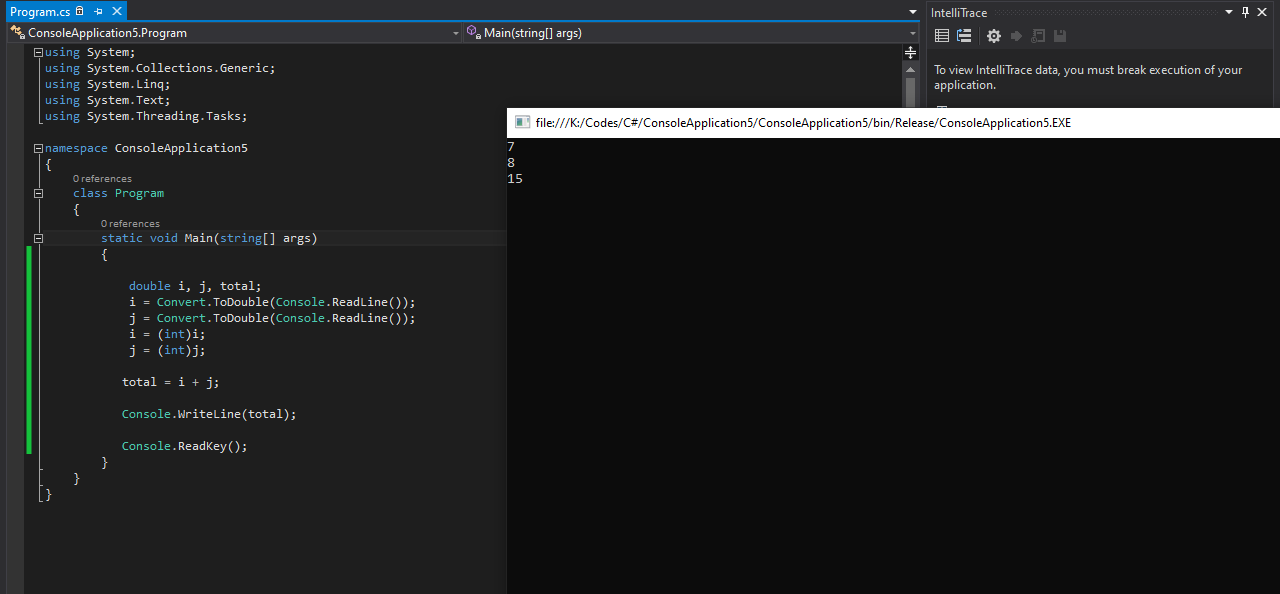 Program.cs
ConsoleApplication5.Program
Main(string[] args)
using System;
using System.Collections.Generic;
using System.Linq;
using System.Text;
using System.Threading.Tasks;
namespace ConsoleApplication5
{
0 references
class Program
{
0 references
static void Main(string[] args)
{
double i, j, total;
i = Convert.ToDouble(Console.ReadLine());
j = Convert.ToDouble(Console.ReadLine());
i = (int)i;
j = (int)j;
total = i + j;
Console.WriteLine(total);
Console.ReadKey();
}
}
}
IntelliTrace
To view IntelliTrace data, you must break execution of your
application.
file:///K:/Codes/C#/ConsoleApplication5/ConsoleApplication5/bin/Release/ConsoleApplication5.EXE
7
8
15